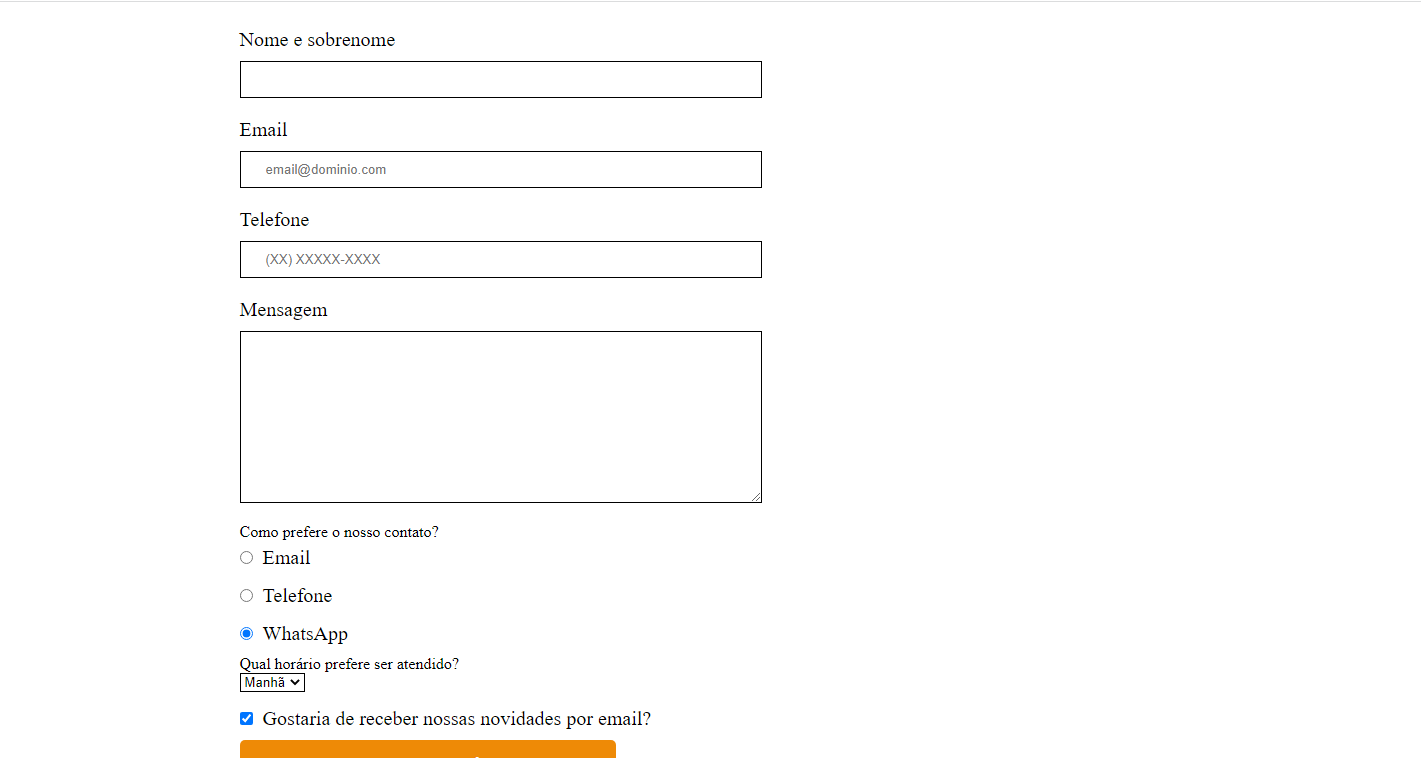 Nome e sobrenome
Email
email@dominio.com
Telefone
(XX) XXXXX-XXXX
Mensagem
Como prefere o nosso contato?
Email
Telefone
WhatsApp
Qual horário prefere ser atendido?
Manhã
Gostaria de receber nossas novidades por email?